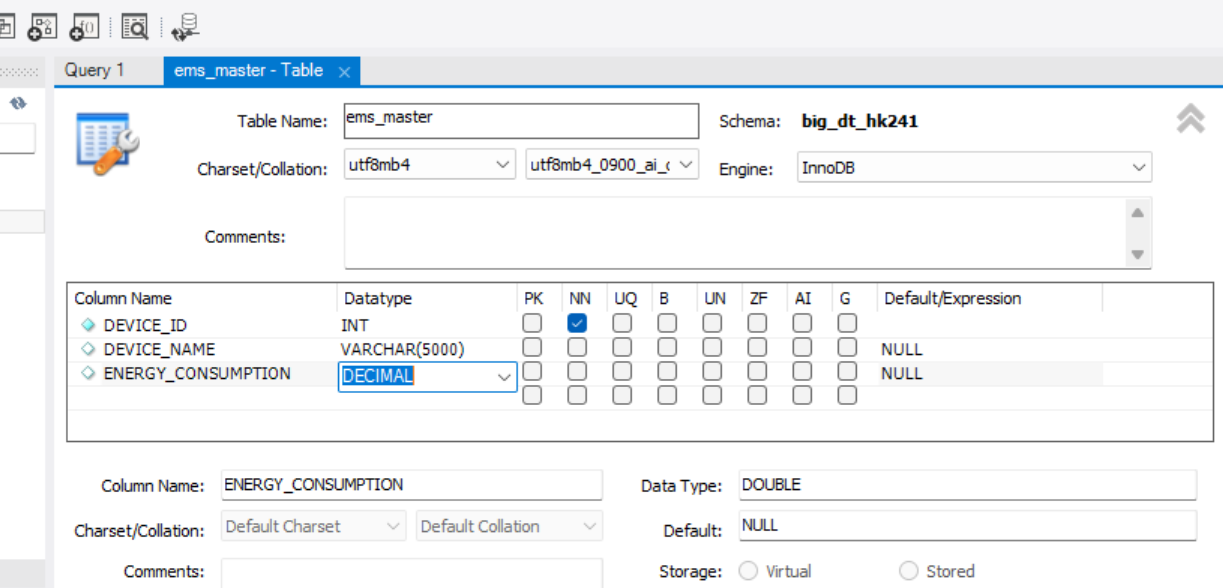 f()
Query 1
ems_master - Table
Table Name: ems_master Schema: big_dt_hk241
Charset/Collation: utf8mb4 utf8mb4_0900_ai_c Engine: InnoDB
Comments:
Column Name Datatype PK NN UQ B UN ZF AI G Default/Expression
DEVICE_ID INT
DEVICE_NAME VARCHAR(5000) NULL
ENERGY_CONSUMPTION DECIMAL NULL
Column Name: ENERGY_CONSUMPTION Data Type: DOUBLE
Charset/Collation: Default Charset Default Collation Default: NULL
Comments: Storage: Virtual Stored